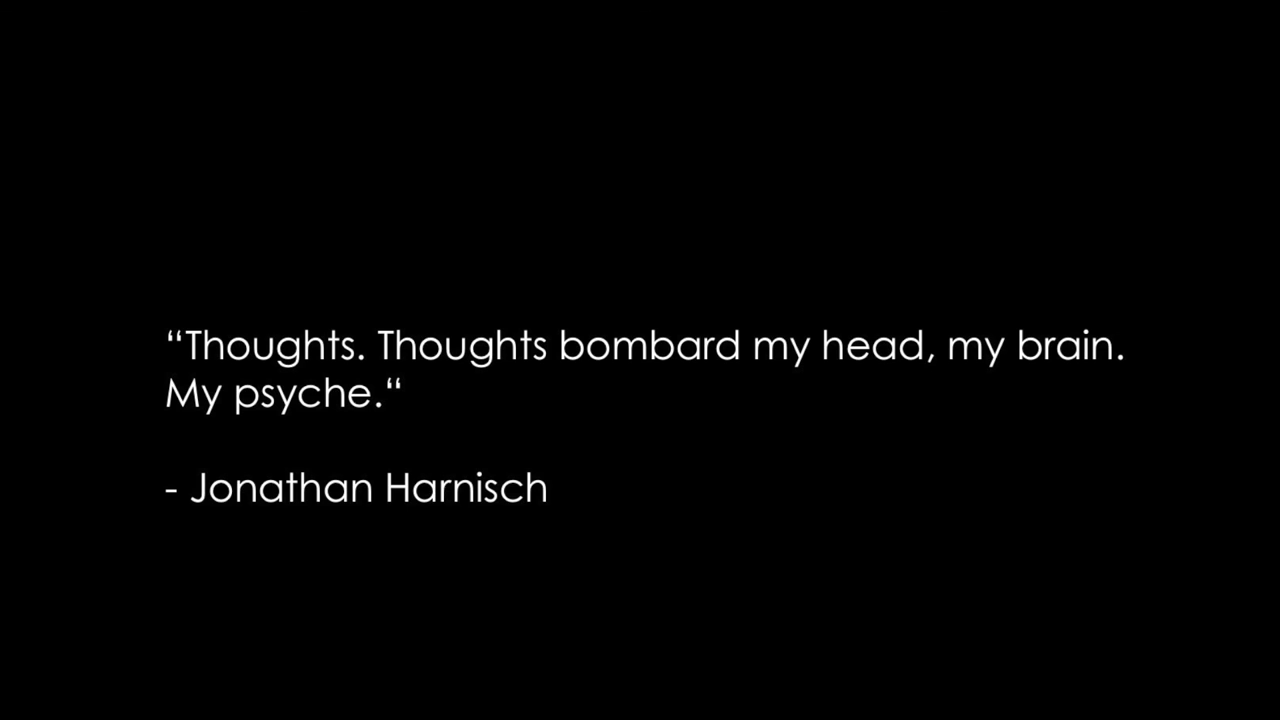 “Thoughts. Thoughts bombard my head, my brain.
My psyche.“
- Jonathan Harnisch